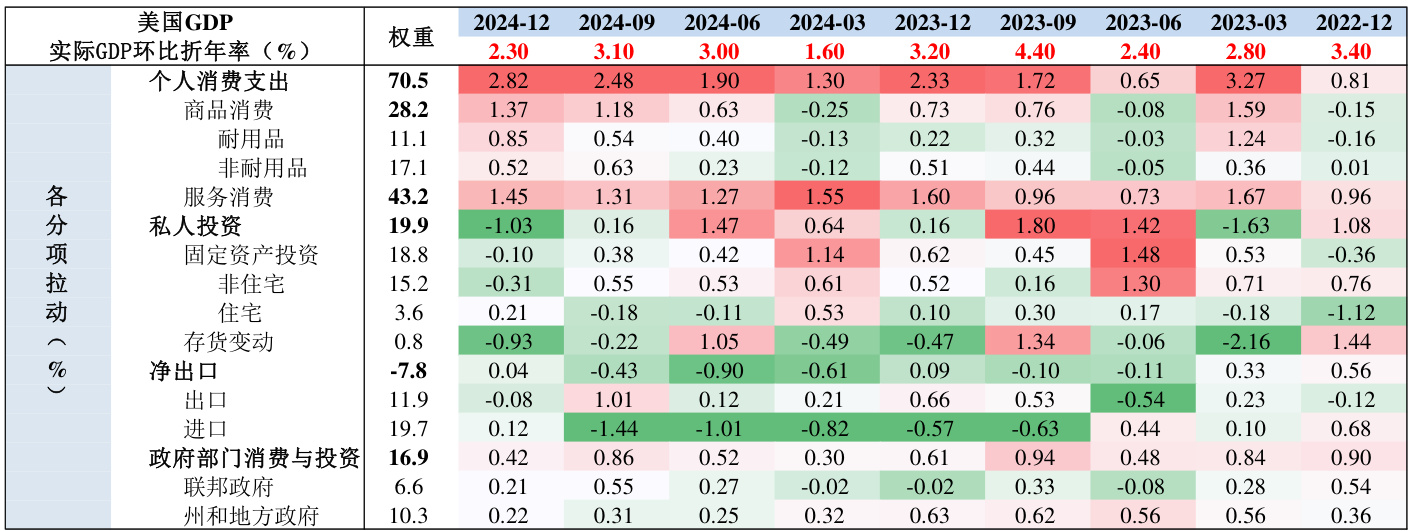 美国GDP 权重 2024-12 2024-09 2024-06 2024-03 2023-12 2023-09 2023-06 2023-03 2022-12
实际GDP环比折年率（%） 2.30 3.10 3.00 1.60 3.20 4.40 2.40 2.80 3.40
各分项拉动（%）
个人消费支出 70.5 2.82 2.48 1.90 1.30 2.33 1.72 0.65 3.27 0.81
商品消费 28.2 1.37 1.18 0.63 -0.25 0.73 0.76 -0.08 1.59 -0.15
耐用品 11.1 0.85 0.54 0.40 -0.13 0.22 0.32 -0.03 1.24 -0.16
非耐用品 17.1 0.52 0.63 0.23 -0.12 0.51 0.44 -0.05 0.36 0.01
服务消费 43.2 1.45 1.31 1.27 1.55 1.60 0.96 0.73 1.67 0.96
私人投资 19.9 -1.03 0.16 1.47 0.64 0.16 1.80 1.42 -1.63 1.08
固定资产投资 18.8 -0.10 0.38 0.42 1.14 0.62 0.45 1.48 0.53 -0.36
非住宅 15.2 -0.31 0.55 0.53 0.61 0.52 0.16 1.30 0.71 0.76
住宅 3.6 0.21 -0.18 -0.11 0.53 0.10 0.30 0.17 -0.18 -1.12
存货变动 0.8 -0.93 -0.22 1.05 -0.49 -0.47 1.34 -0.06 -2.16 1.44
净出口 -7.8 0.04 -0.43 -0.90 -0.61 0.09 -0.10 -0.11 0.33 0.56
出口 11.9 -0.08 1.01 0.12 0.21 0.66 0.53 -0.54 0.23 -0.12
进口 19.7 0.12 -1.44 -1.01 -0.82 -0.57 -0.63 0.44 0.10 0.68
政府部门消费与投资 16.9 0.42 0.86 0.52 0.30 0.61 0.94 0.48 0.84 0.90
联邦政府 6.6 0.21 0.55 0.27 -0.02 -0.02 0.33 -0.08 0.28 0.54
州和地方政府 10.3 0.22 0.31 0.25 0.32 0.63 0.62 0.56 0.56 0.36